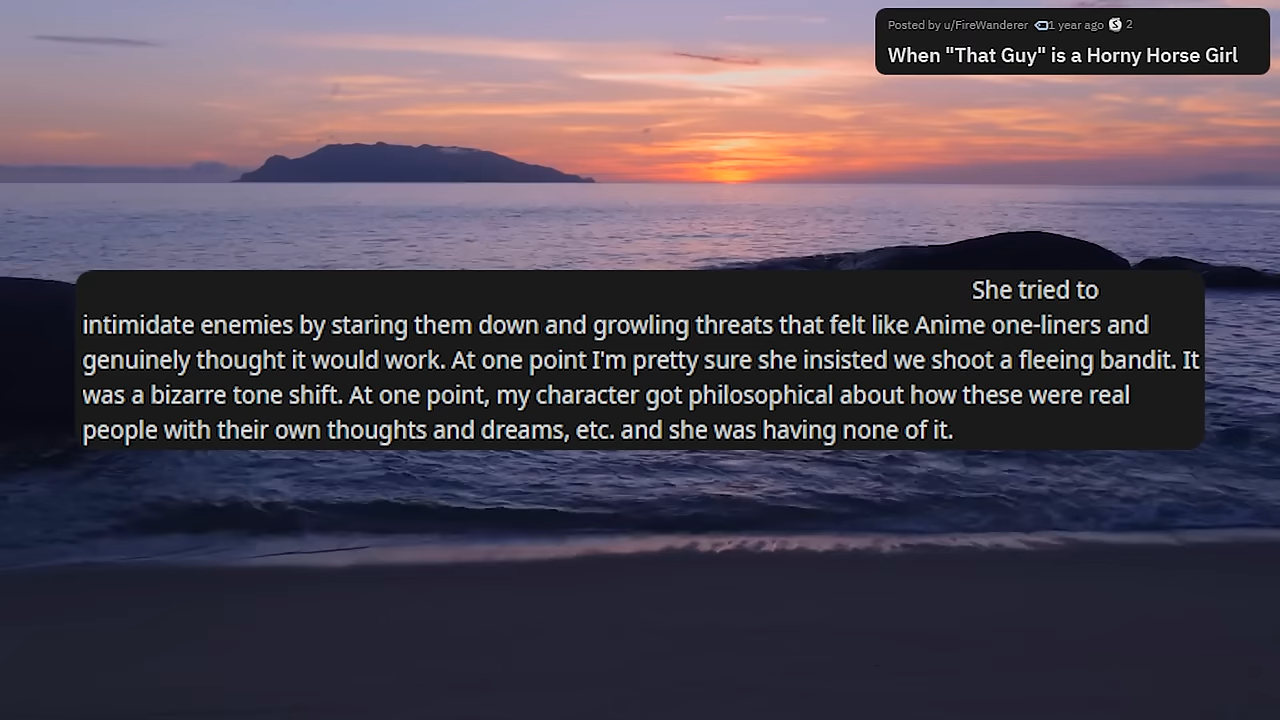 Posted by u/FireWanderer 1 year ago S 2
When "That Guy" is a Horny Horse Girl
She tried to
intimidate enemies by staring them down and growling threats that felt like Anime one-liners and
genuinely thought it would work. At one point I'm pretty sure she insisted we shoot a fleeing bandit. It
was a bizarre tone shift. At one point, my character got philosophical about how these were real
people with their own thoughts and dreams, etc. and she was having none of it.